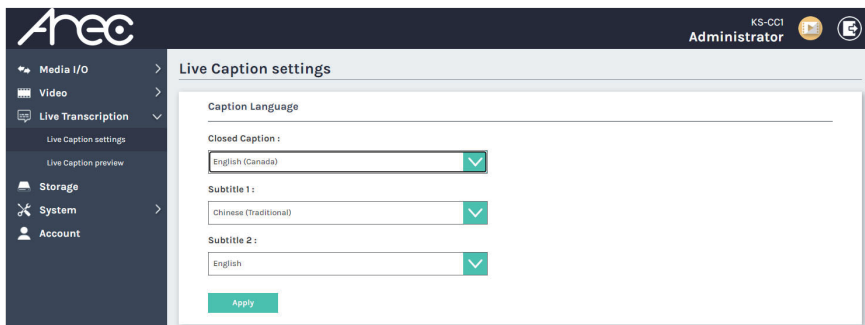 Arec
KS-CC1
Administrator
Media I/O
Video
Live Transcription
Live Caption settings
Live Caption preview
Storage
System
Account
Live Caption settings
Caption Language
Closed Caption :
English (Canada)
Subtitle 1 :
Chinese (Traditional)
Subtitle 2 :
English
Apply